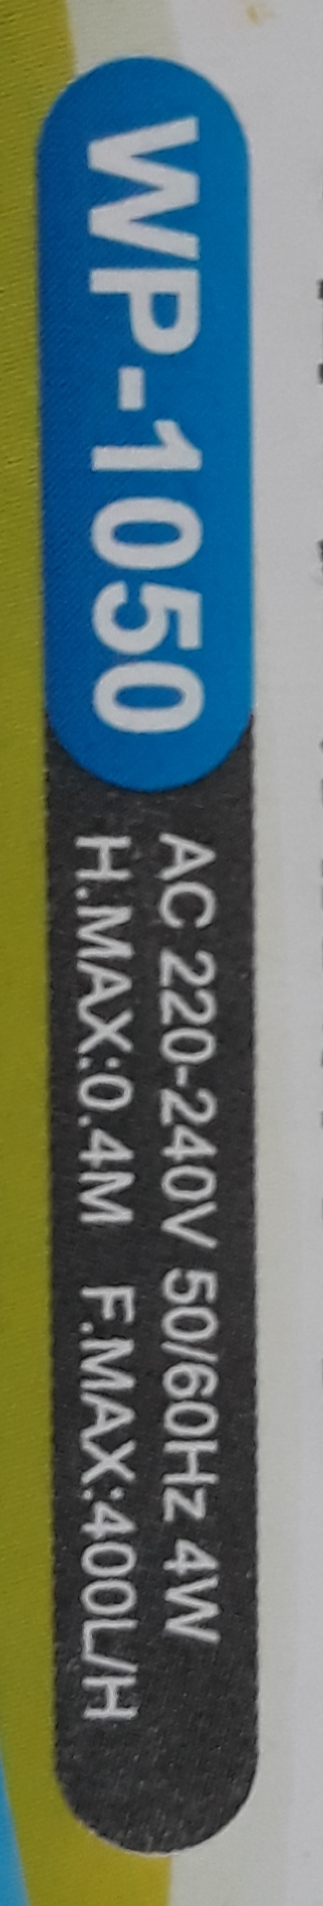 WP-1050
AC 220-240V 50/60Hz 4W
H.MAX:0.4M F.MAX:400L/H